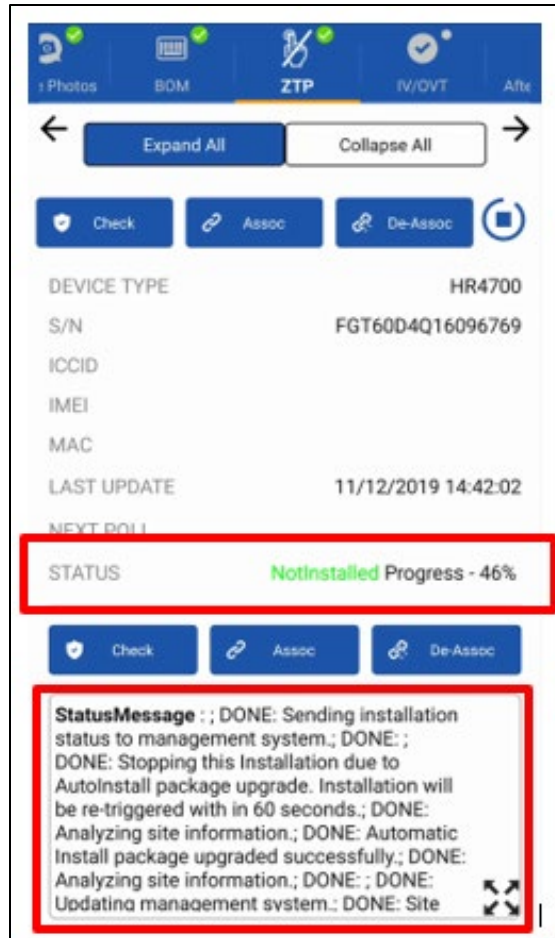 Photos BOM ZTP IV/OVT Afte
Expand All Collapse All
Check Assoc De-Assoc
DEVICE TYPE HR4700
S/N FGT60D4Q16096769
ICCID
IMEI
MAC
LAST UPDATE 11/12/2019 14:42:02
NEXT POLL
STATUS NotInstalled Progress - 46%
Check Assoc De-Assoc
StatusMessage : ; DONE: Sending installation
status to management system.; DONE: ;
DONE: Stopping this Installation due to
AutoInstall package upgrade. Installation will
be re-triggered with in 60 seconds.; DONE:
Analyzing site information.; DONE: Automatic
Install package upgraded successfully.; DONE:
Analyzing site information.; DONE: ; DONE:
Updating management system.; DONE: Site